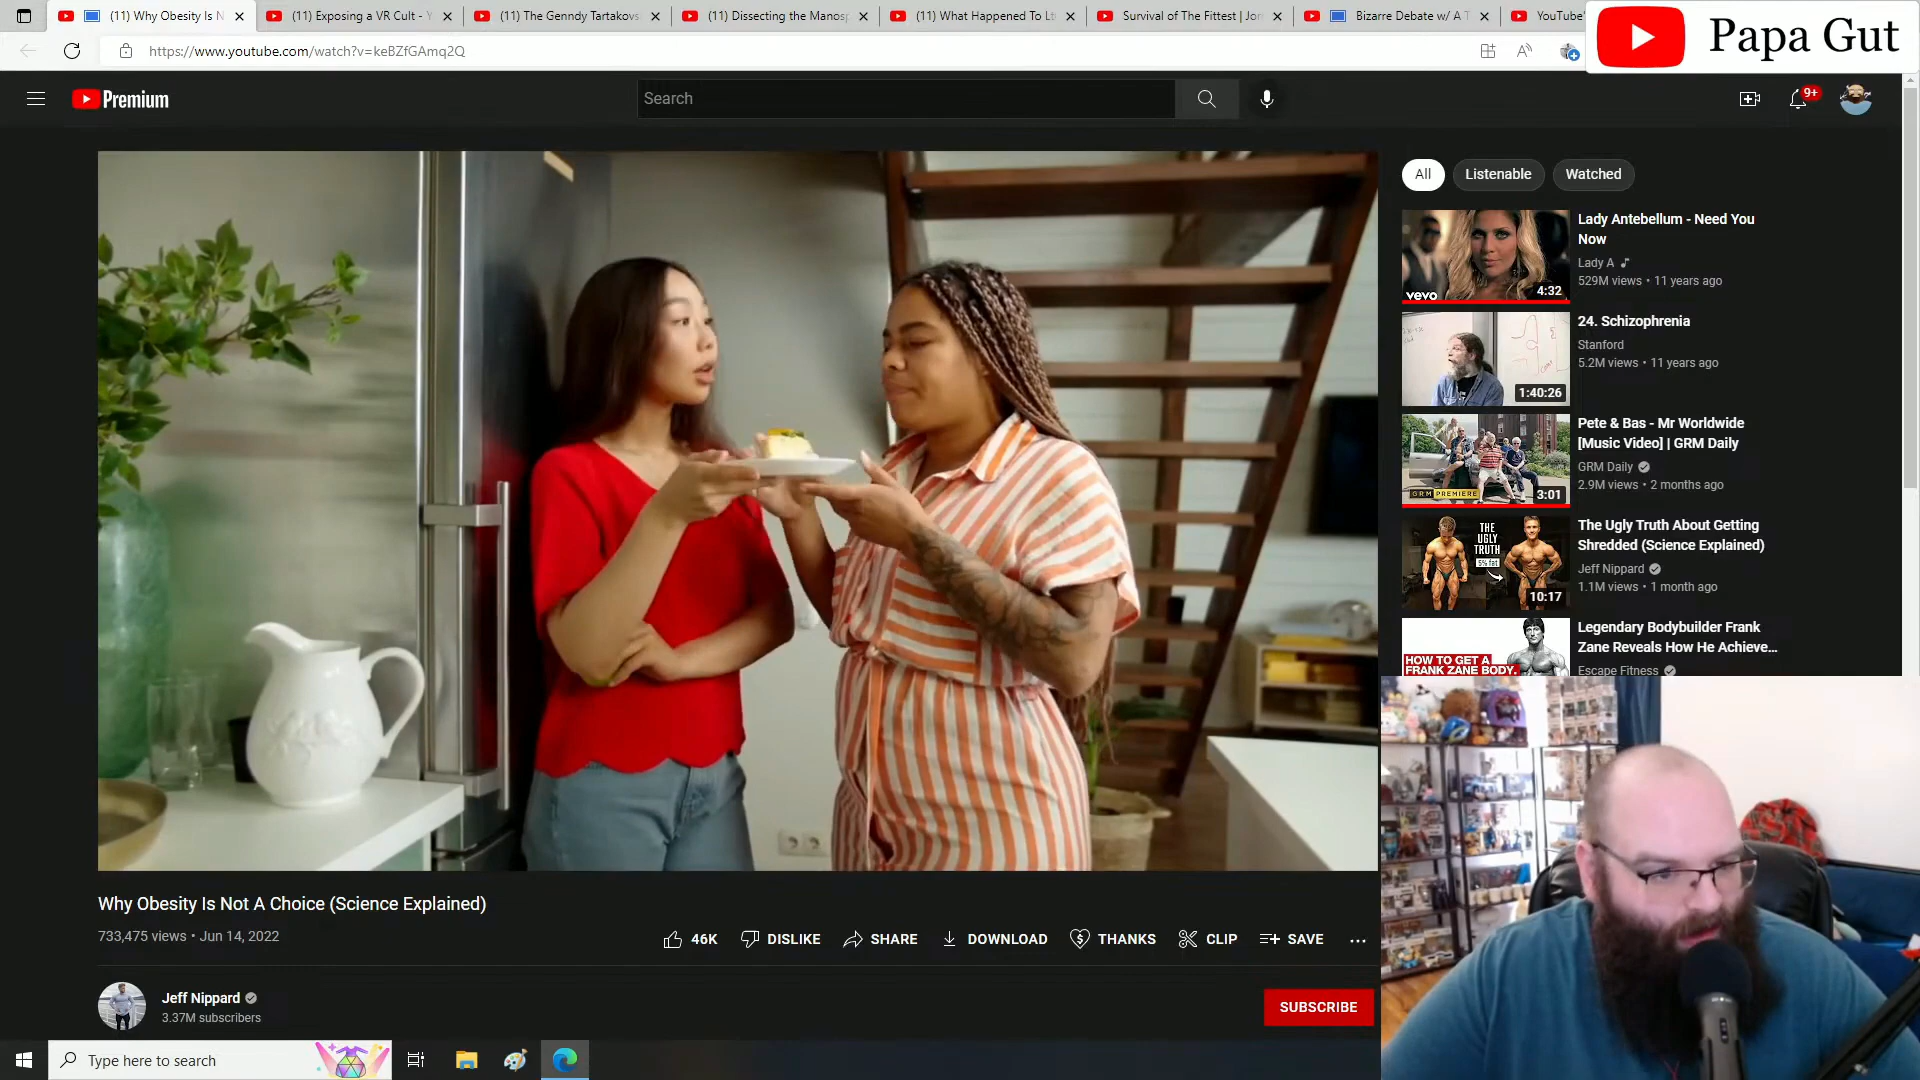 (11) Why Obesity Is N
(11) Exposing a VR Cult - Y
(11) The Genndy Tartakovs
(11) Dissecting the Manosp
(11) What Happened To Lt
Survival of The Fittest | Jon
Bizarre Debate w/ A T
YouTube'
Papa Gut
https://www.youtube.com/watch?v=keBZfGAmq2Q
Premium
Search
9+
All
Listenable
Watched
Lady Antebellum - Need You
Now
Lady A
529M views • 11 years ago
vevo
4:32
24. Schizophrenia
Stanford
5.2M views • 11 years ago
1:40:26
Pete & Bas - Mr Worldwide
[Music Video] | GRM Daily
GRM Daily
2.9M views • 2 months ago
GRM PREMIERE
3:01
The Ugly Truth About Getting
Shredded (Science Explained)
Jeff Nippard
1.1M views • 1 month ago
THE
UGLY
TRUTH
5% fat
10:17
Legendary Bodybuilder Frank
Zane Reveals How He Achieve...
Escape Fitness
HOW TO GET A
FRANK ZANE BODY.
Why Obesity Is Not A Choice (Science Explained)
733,475 views • Jun 14, 2022
46K
DISLIKE
SHARE
DOWNLOAD
THANKS
CLIP
SAVE
Jeff Nippard
3.37M subscribers
SUBSCRIBE
Type here to search